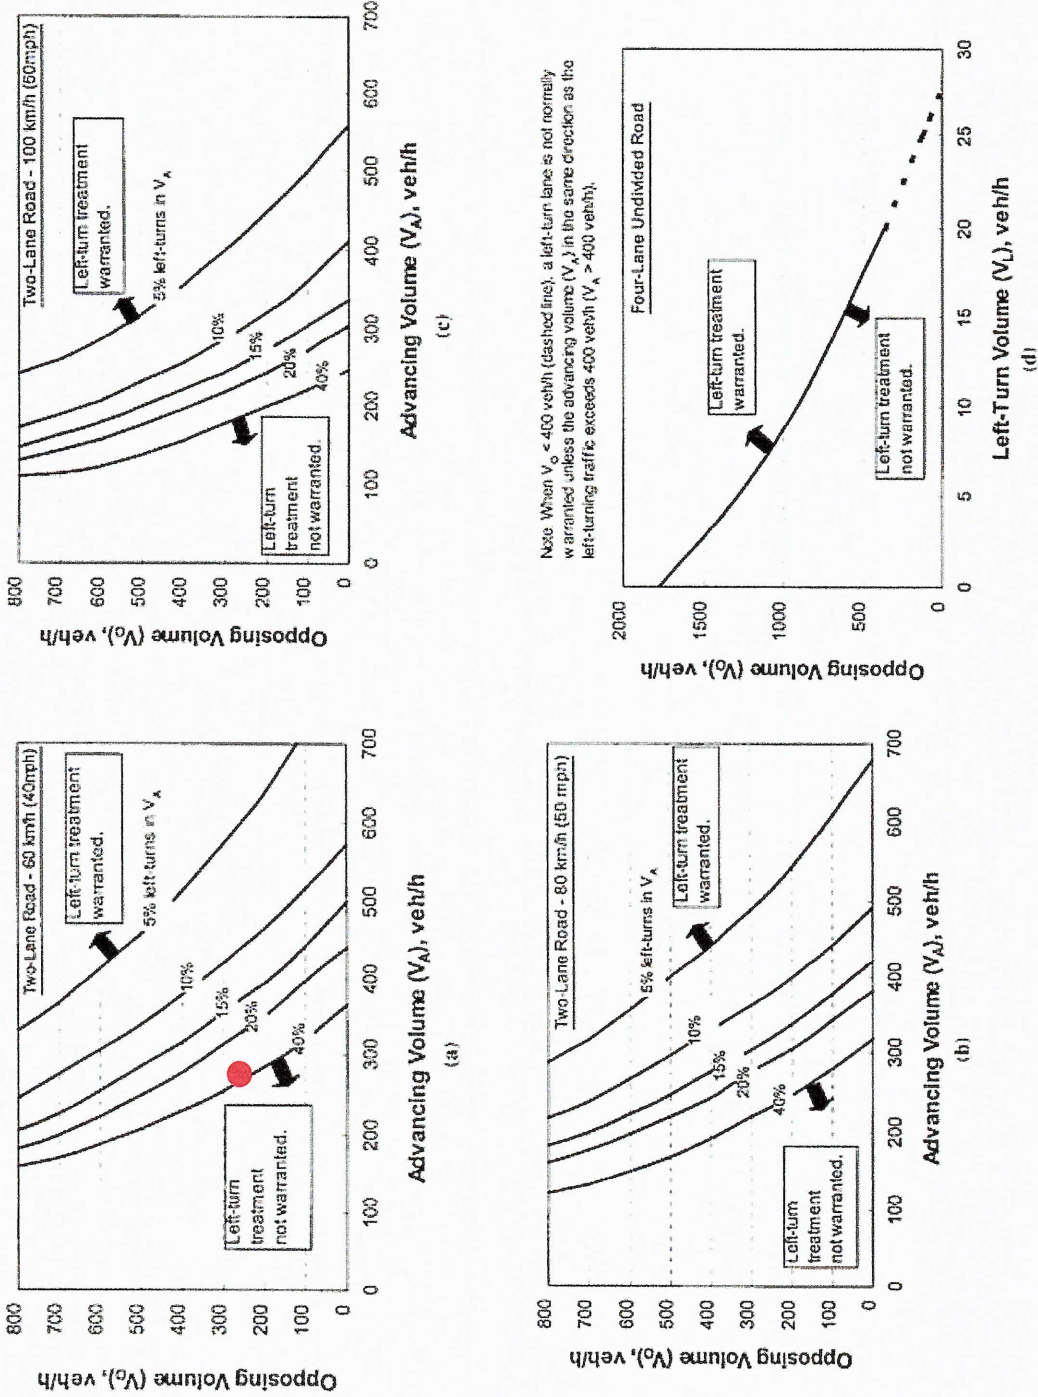 Two-Lane Road - 60 km/h (40mph)
Left-turn treatment
warranted.
5% left-turns in VA
10%
15%
20%
40%
Left-turn
treatment
not warranted.
Opposing Volume (VO), veh/h
800
700
600
500
400
300
200
100
0
0
100
200
300
400
500
600
700
Advancing Volume (VA), veh/h
(a)
Two-Lane Road - 80 km/h (50 mph)
5% left-turns in VA
Left-turn treatment
warranted.
10%
15%
20%
40%
Left-turn
treatment
not warranted.
Opposing Volume (VO), veh/h
800
700
600
500
400
300
200
100
0
0
100
200
300
400
500
600
700
Advancing Volume (VA), veh/h
(b)
Two-Lane Road - 100 km/h (60mph)
Left-turn treatment
warranted.
5% left-turns in VA
10%
15%
20%
40%
Left-turn
treatment
not warranted.
Opposing Volume (VO), veh/h
800
700
600
500
400
300
200
100
0
0
100
200
300
400
500
600
700
Advancing Volume (VA), veh/h
(c)
Note: When VO < 400 veh/h (dashed line), a left-turn lane is not normally
warranted unless the advancing volume (VA) in the same direction as the
left-turning traffic exceeds 400 veh/h (VA > 400 veh/h).
Four-Lane Undivided Road
Left-turn treatment
warranted.
Left-turn treatment
not warranted.
Opposing Volume (VO), veh/h
2000
1500
1000
500
0
0
5
10
15
20
25
30
Left-Turn Volume (VL), veh/h
(d)